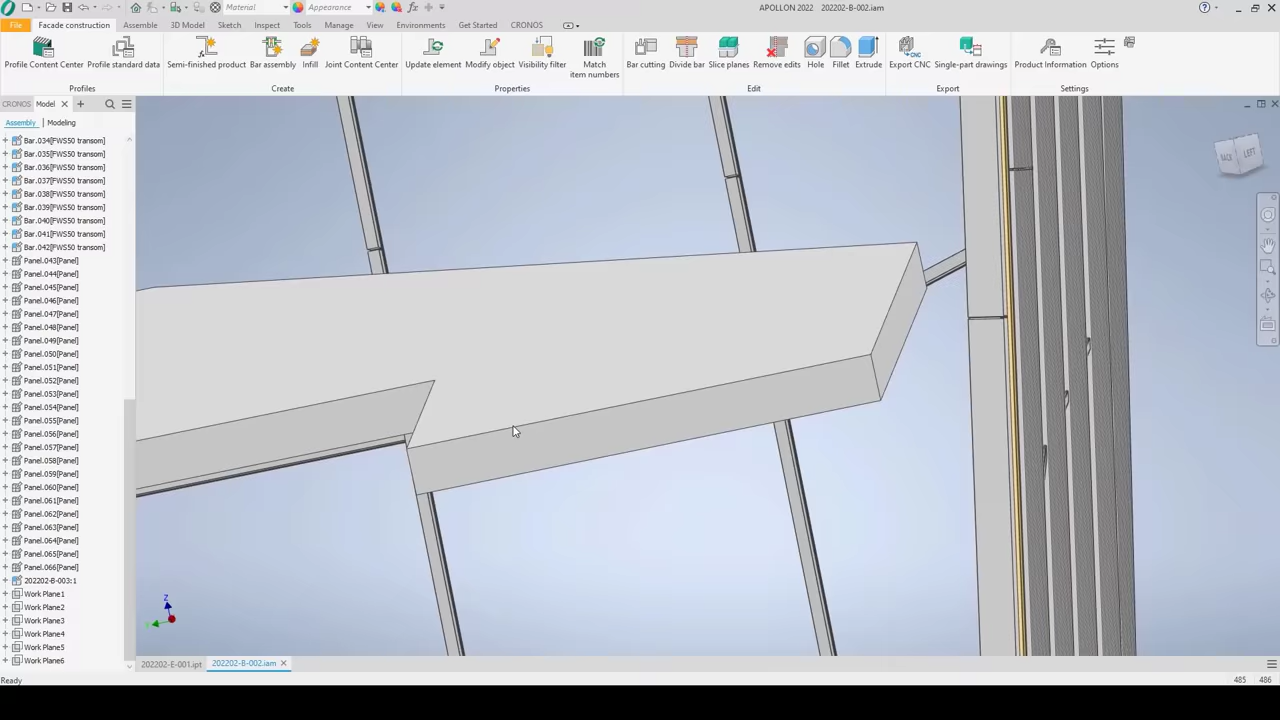 Material
Appearance
APOLLON 2022 202202-B-002.iam
File
Facade construction
Assemble
3D Model
Sketch
Inspect
Tools
Manage
View
Environments
Get Started
CRONOS
Profile Content Center
Profile standard data
Semi-finished product
Bar assembly
Infill
Joint Content Center
Update element
Modify object
Visibility filter
Match
item numbers
Bar cutting
Divide bar
Slice planes
Remove edits
Hole
Fillet
Extrude
Export CNC
Single-part drawings
Product Information
Options
Profiles
Create
Properties
Edit
Export
Settings
CRONOS
Model
Assembly
Modeling
Bar.034[FWS50 transom]
Bar.035[FWS50 transom]
Bar.036[FWS50 transom]
Bar.037[FWS50 transom]
Bar.038[FWS50 transom]
Bar.039[FWS50 transom]
Bar.040[FWS50 transom]
Bar.041[FWS50 transom]
Bar.042[FWS50 transom]
Panel.043[Panel]
Panel.044[Panel]
Panel.045[Panel]
Panel.046[Panel]
Panel.047[Panel]
Panel.048[Panel]
Panel.049[Panel]
Panel.050[Panel]
Panel.051[Panel]
Panel.052[Panel]
Panel.053[Panel]
Panel.054[Panel]
Panel.055[Panel]
Panel.056[Panel]
Panel.057[Panel]
Panel.058[Panel]
Panel.059[Panel]
Panel.060[Panel]
Panel.061[Panel]
Panel.062[Panel]
Panel.063[Panel]
Panel.064[Panel]
Panel.065[Panel]
Panel.066[Panel]
202202-B-003:1
Work Plane1
Work Plane2
Work Plane3
Work Plane4
Work Plane5
Work Plane6
BACK
LEFT
Z
Y
202202-E-001.ipt
202202-B-002.iam
Ready
485
486